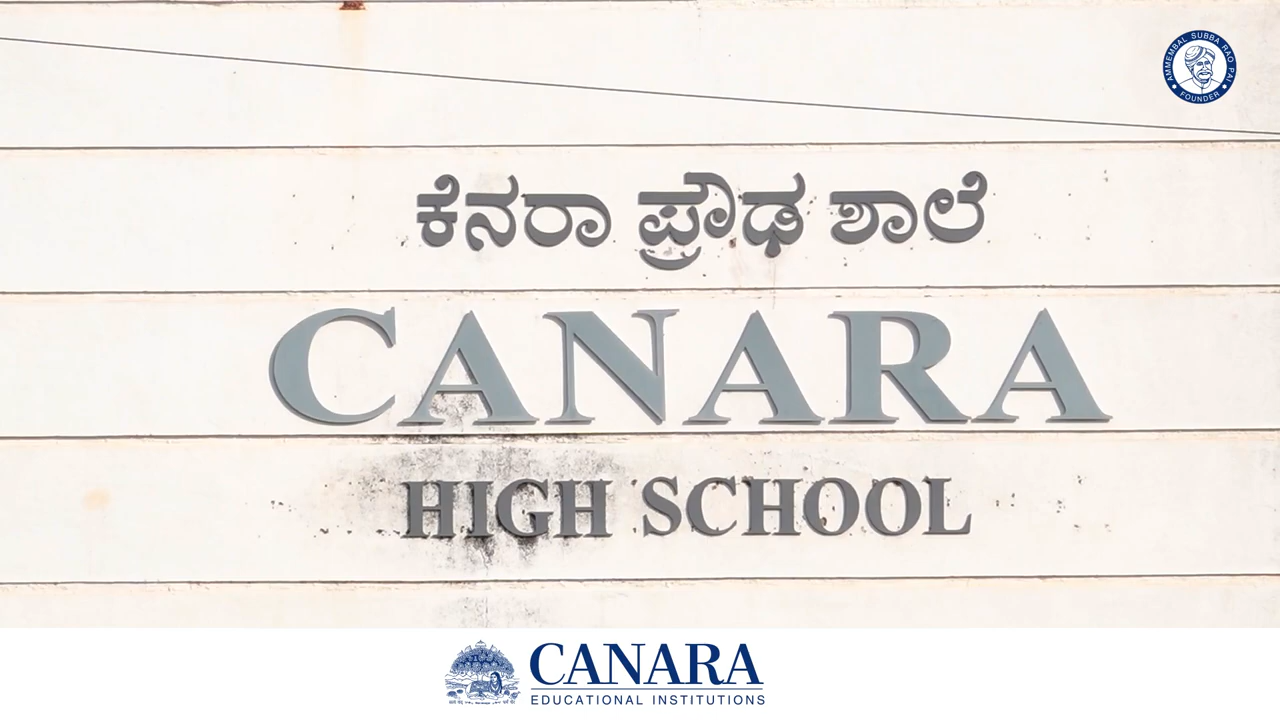 AMMEMBAL SUBBA RAO PAI
FOUNDER
ಕೆನರಾ ಪ್ರೌಢ ಶಾಲೆ
CANARA
HIGH SCHOOL
CANARA
EDUCATIONAL INSTITUTIONS